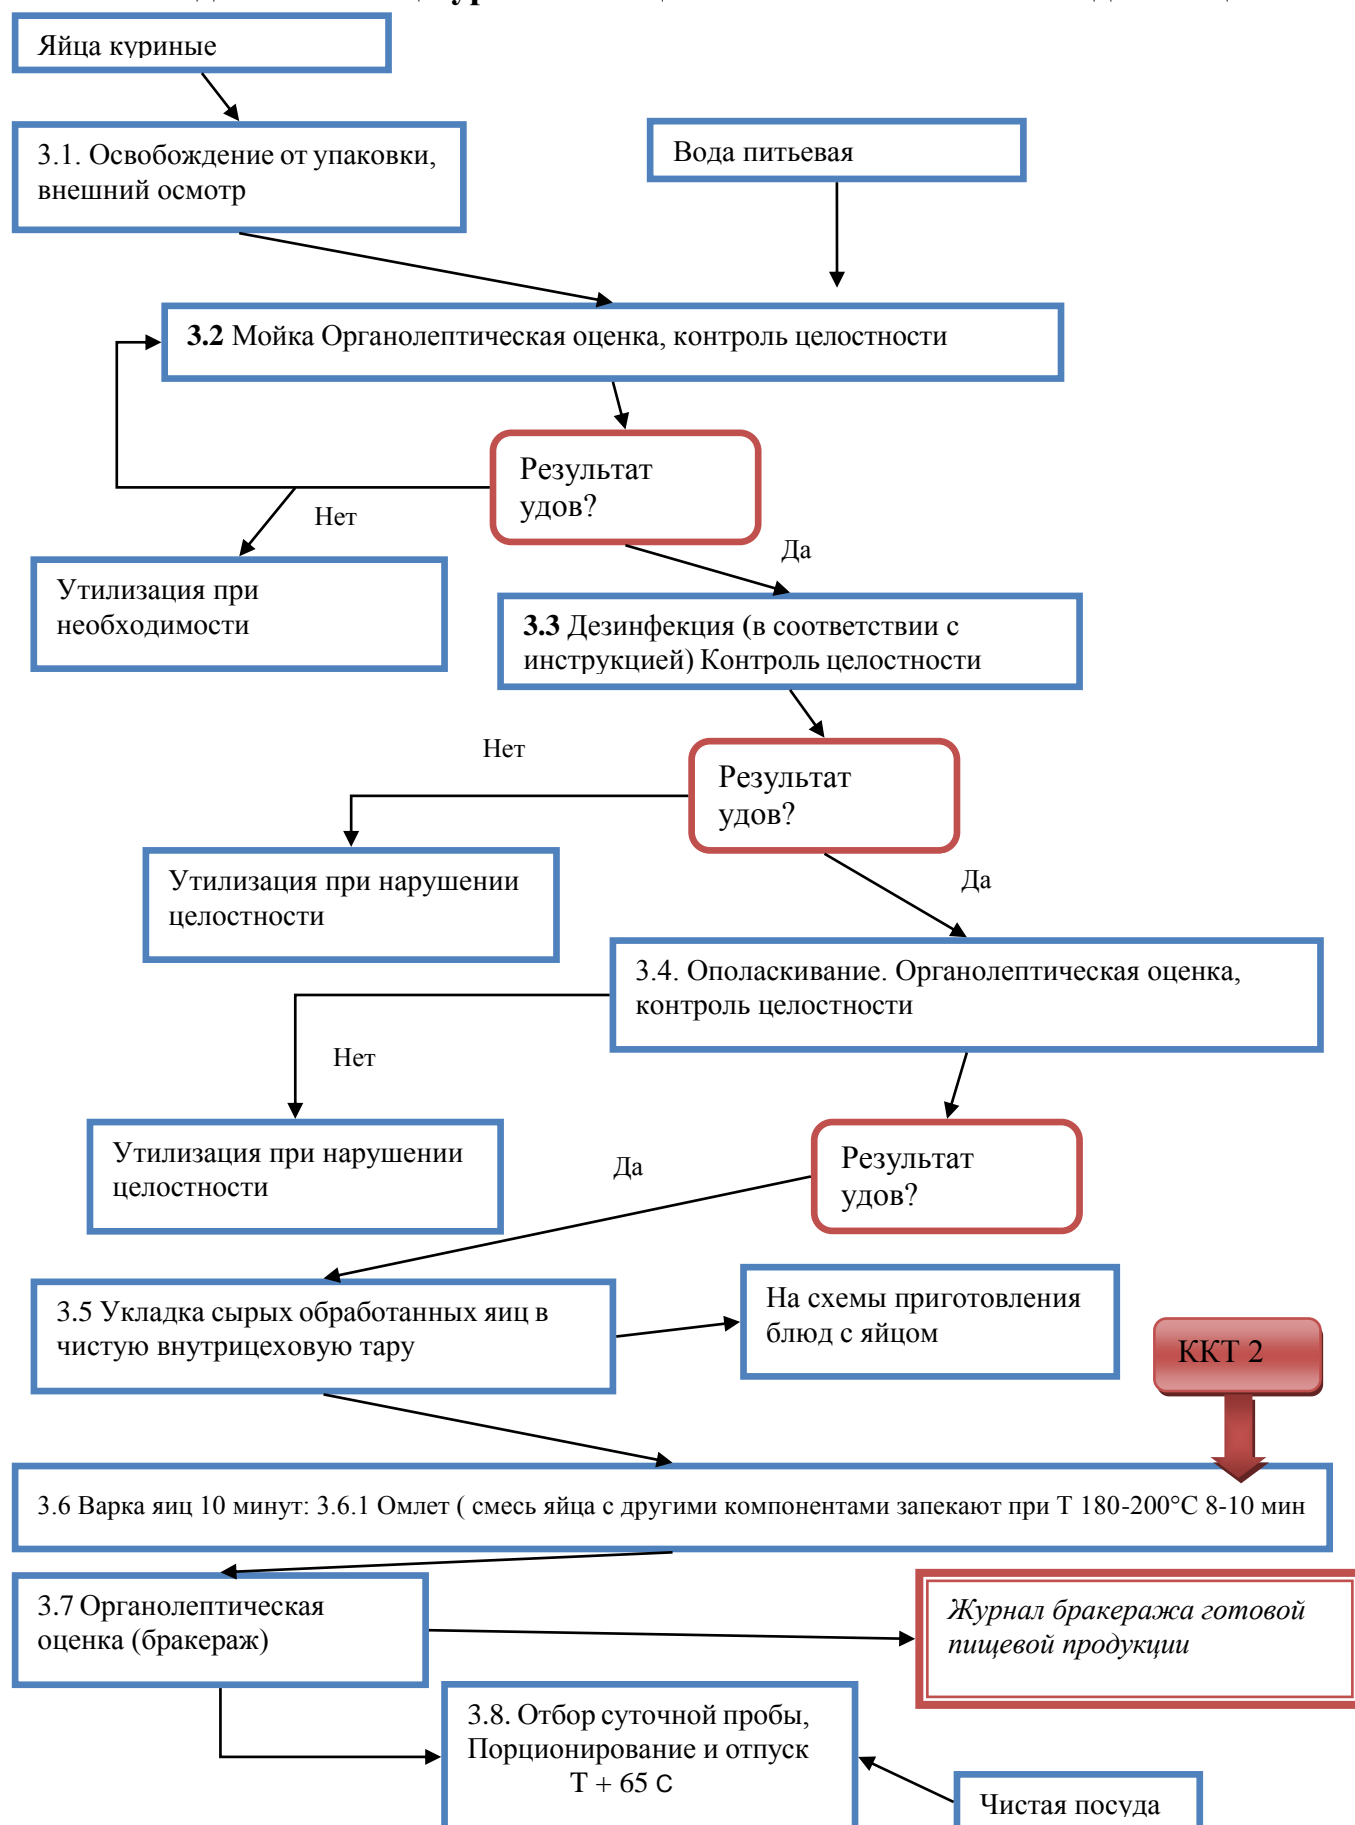 Яйца куриные
3.1. Освобождение от упаковки,
внешний осмотр
Вода питьевая
3.2 Мойка Органолептическая оценка, контроль целостности
Результат
удов?
Нет
Да
Утилизация при
необходимости
3.3 Дезинфекция (в соответствии с
инструкцией) Контроль целостности
Нет
Результат
удов?
Да
Утилизация при нарушении
целостности
3.4. Ополаскивание. Органолептическая оценка,
контроль целостности
Нет
Утилизация при нарушении
целостности
Да
Результат
удов?
3.5 Укладка сырых обработанных яиц в
чистую внутрицеховую тару
На схемы приготовления
блюд с яйцом
ККТ 2
3.6 Варка яиц 10 минут: 3.6.1 Омлет ( смесь яйца с другими компонентами запекают при Т 180-200°С 8-10 мин
3.7 Органолептическая
оценка (бракераж)
Журнал бракеража готовой
пищевой продукции
3.8. Отбор суточной пробы,
Порционирование и отпуск
Т + 65 С
Чистая посуда